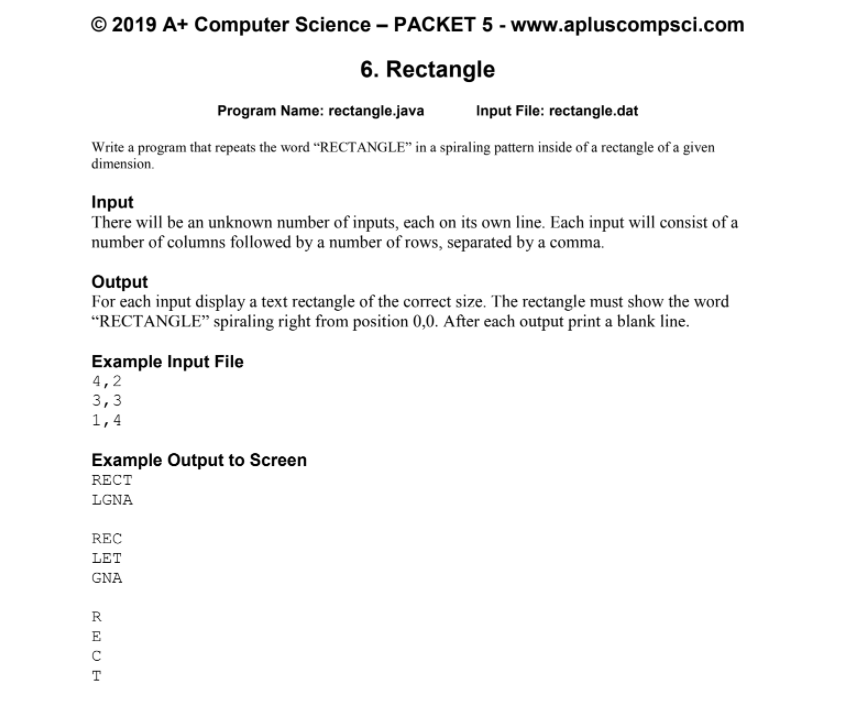 © 2019 A+ Computer Science – PACKET 5 - www.apluscompsci.com
6. Rectangle
Program Name: rectangle.java Input File: rectangle.dat
Write a program that repeats the word “RECTANGLE” in a spiraling pattern inside of a rectangle of a given
dimension.
Input
There will be an unknown number of inputs, each on its own line. Each input will consist of a
number of columns followed by a number of rows, separated by a comma.
Output
For each input display a text rectangle of the correct size. The rectangle must show the word
“RECTANGLE” spiraling right from position 0,0. After each output print a blank line.
Example Input File
4,2
3,3
1,4
Example Output to Screen
RECT
LGNA
REC
LET
GNA
R
E
C
T